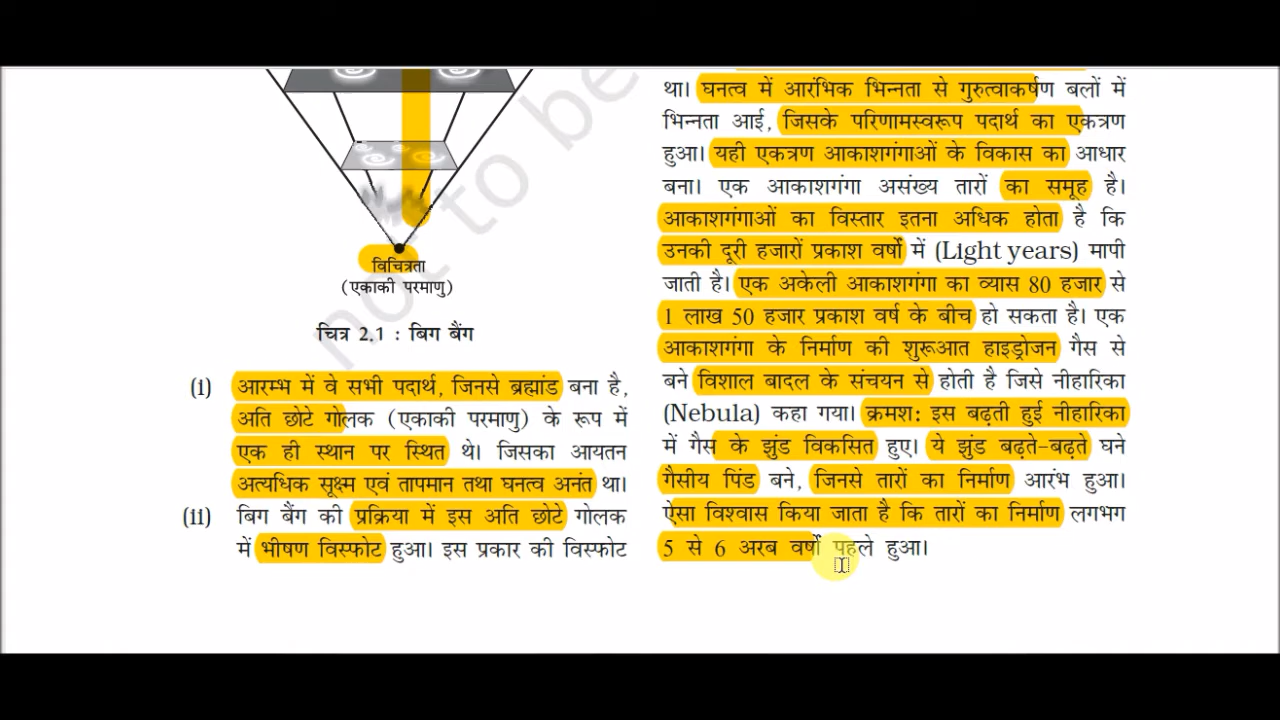 विचित्रता
(एकाकी परमाणु)
चित्र 2.1 : बिग बैंग
(i) आरम्भ में वे सभी पदार्थ, जिनसे ब्रह्मांड बना है,
अति छोटे गोलक (एकाकी परमाणु) के रूप में
एक ही स्थान पर स्थित थे। जिसका आयतन
अत्यधिक सूक्ष्म एवं तापमान तथा घनत्व अनंत था।
(ii) बिग बैंग की प्रक्रिया में इस अति छोटे गोलक
में भीषण विस्फोट हुआ। इस प्रकार की विस्फोट
था। घनत्व में आरंभिक भिन्नता से गुरुत्वाकर्षण बलों में
भिन्नता आई, जिसके परिणामस्वरूप पदार्थ का एकत्रण
हुआ। यही एकत्रण आकाशगंगाओं के विकास का आधार
बना। एक आकाशगंगा असंख्य तारों का समूह है।
आकाशगंगाओं का विस्तार इतना अधिक होता है कि
उनकी दूरी हजारों प्रकाश वर्षों में (Light years) मापी
जाती है। एक अकेली आकाशगंगा का व्यास 80 हजार से
1 लाख 50 हजार प्रकाश वर्ष के बीच हो सकता है। एक
आकाशगंगा के निर्माण की शुरूआत हाइड्रोजन गैस से
बने विशाल बादल के संचयन से होती है जिसे नीहारिका
(Nebula) कहा गया। क्रमश: इस बढ़ती हुई नीहारिका
में गैस के झुंड विकसित हुए। ये झुंड बढ़ते-बढ़ते घने
गैसीय पिंड बने, जिनसे तारों का निर्माण आरंभ हुआ।
ऐसा विश्वास किया जाता है कि तारों का निर्माण लगभग
5 से 6 अरब वर्षों पहले हुआ।
not to be